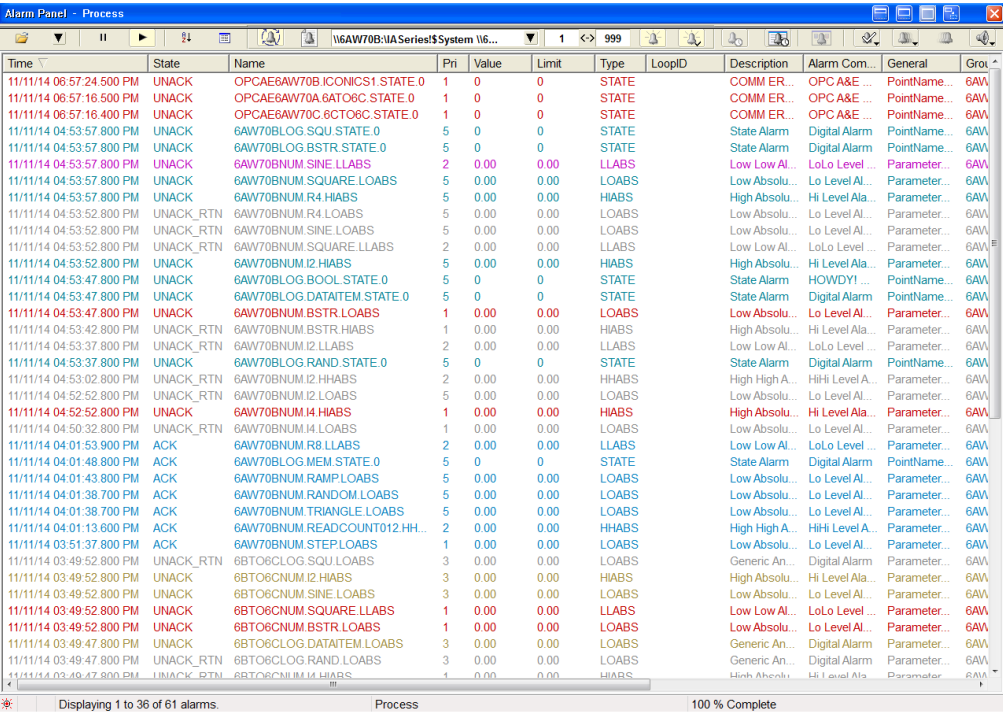 Alarm Panel - Process
\\6AW70B:\IASeries!$System \\6... 1 <-> 999
Time State Name Pri Value Limit Type LoopID Description Alarm Com... General Grou
11/11/14 06:57:24.500 PM UNACK OPCAE6AW70B.ICONICS1.STATE.0 1 0 0 STATE COMM ER... OPC A&E ... PointName... 6AW
11/11/14 06:57:16.500 PM UNACK OPCAE6AW70A.6ATO6C.STATE.0 1 0 0 STATE COMM ER... OPC A&E ... PointName... 6AW
11/11/14 06:57:16.400 PM UNACK OPCAE6AW70C.6CTO6C.STATE.0 1 0 0 STATE COMM ER... OPC A&E ... PointName... 6AW
11/11/14 04:53:57.800 PM UNACK 6AW70BLOG.SQU.STATE.0 5 0 0 STATE State Alarm Digital Alarm PointName... 6AW
11/11/14 04:53:57.800 PM UNACK 6AW70BLOG.BSTR.STATE.0 5 0 0 STATE State Alarm Digital Alarm PointName... 6AW
11/11/14 04:53:57.800 PM UNACK 6AW70BNUM.SINE.LLABS 2 0.00 0.00 LLABS Low Low Al... LoLo Level ... Parameter... 6AW
11/11/14 04:53:57.800 PM UNACK 6AW70BNUM.SQUARE.LOABS 5 0.00 0.00 LOABS Low Absolu... Lo Level Al... Parameter... 6AW
11/11/14 04:53:57.800 PM UNACK 6AW70BNUM.R4.HIABS 5 0.00 0.00 HIABS High Absolu... Hi Level Ala... Parameter... 6AW
11/11/14 04:53:52.800 PM UNACK_RTN 6AW70BNUM.R4.LOABS 5 0.00 0.00 LOABS Low Absolu... Lo Level Al... Parameter... 6AW
11/11/14 04:53:52.800 PM UNACK_RTN 6AW70BNUM.SINE.LOABS 5 0.00 0.00 LOABS Low Absolu... Lo Level Al... Parameter... 6AW
11/11/14 04:53:52.800 PM UNACK_RTN 6AW70BNUM.SQUARE.LLABS 2 0.00 0.00 LLABS Low Low Al... LoLo Level ... Parameter... 6AW
11/11/14 04:53:52.800 PM UNACK 6AW70BNUM.I2.HIABS 5 0.00 0.00 HIABS High Absolu... Hi Level Ala... Parameter... 6AW
11/11/14 04:53:47.800 PM UNACK 6AW70BLOG.BOOL.STATE.0 5 0 0 STATE State Alarm HOWDY! ... PointName... 6AW
11/11/14 04:53:47.800 PM UNACK 6AW70BLOG.DATAITEM.STATE.0 5 0 0 STATE State Alarm Digital Alarm PointName... 6AW
11/11/14 04:53:47.800 PM UNACK 6AW70BNUM.BSTR.LOABS 1 0.00 0.00 LOABS Low Absolu... Lo Level Al... Parameter... 6AW
11/11/14 04:53:42.800 PM UNACK_RTN 6AW70BNUM.BSTR.HIABS 1 0.00 0.00 HIABS High Absolu... Hi Level Ala... Parameter... 6AW
11/11/14 04:53:37.800 PM UNACK_RTN 6AW70BNUM.I2.LLABS 2 0.00 0.00 LLABS Low Low Al... LoLo Level ... Parameter... 6AW
11/11/14 04:53:37.800 PM UNACK 6AW70BLOG.RAND.STATE.0 5 0 0 STATE State Alarm Digital Alarm PointName... 6AW
11/11/14 04:53:02.800 PM UNACK_RTN 6AW70BNUM.I2.HHABS 2 0.00 0.00 HHABS High High A... HiHi Level A... Parameter... 6AW
11/11/14 04:52:52.800 PM UNACK_RTN 6AW70BNUM.I2.LOABS 5 0.00 0.00 LOABS Low Absolu... Lo Level Al... Parameter... 6AW
11/11/14 04:52:52.800 PM UNACK 6AW70BNUM.I4.HIABS 1 0.00 0.00 HIABS High Absolu... Hi Level Ala... Parameter... 6AW
11/11/14 04:50:32.800 PM UNACK_RTN 6AW70BNUM.I4.LOABS 1 0.00 0.00 LOABS Low Absolu... Lo Level Al... Parameter... 6AW
11/11/14 04:01:53.900 PM ACK 6AW70BNUM.R8.LLABS 2 0.00 0.00 LLABS Low Low Al... LoLo Level ... Parameter... 6AW
11/11/14 04:01:48.800 PM ACK 6AW70BLOG.MEM.STATE.0 5 0 0 STATE State Alarm Digital Alarm PointName... 6AW
11/11/14 04:01:43.800 PM ACK 6AW70BNUM.RAMP.LOABS 5 0.00 0.00 LOABS Low Absolu... Lo Level Al... Parameter... 6AW
11/11/14 04:01:38.700 PM ACK 6AW70BNUM.RANDOM.LOABS 5 0.00 0.00 LOABS Low Absolu... Lo Level Al... Parameter... 6AW
11/11/14 04:01:38.700 PM ACK 6AW70BNUM.TRIANGLE.LOABS 5 0.00 0.00 LOABS Low Absolu... Lo Level Al... Parameter... 6AW
11/11/14 04:01:13.600 PM ACK 6AW70BNUM.READCOUNT012.HH... 2 0.00 0.00 HHABS High High A... HiHi Level A... Parameter... 6AW
11/11/14 03:51:37.800 PM ACK 6AW70BNUM.STEP.LOABS 1 0.00 0.00 LOABS Low Absolu... Lo Level Al... Parameter... 6AW
11/11/14 03:49:52.800 PM UNACK_RTN 6BTO6CLOG.SQU.LOABS 3 0.00 0.00 LOABS Generic An... Digital Alarm Parameter... 6AW
11/11/14 03:49:52.800 PM UNACK 6BTO6CNUM.I2.HIABS 3 0.00 0.00 HIABS High Absolu... Hi Level Ala... Parameter... 6AW
11/11/14 03:49:52.800 PM UNACK 6BTO6CNUM.SINE.LOABS 3 0.00 0.00 LOABS Low Absolu... Lo Level Al... Parameter... 6AW
11/11/14 03:49:52.800 PM UNACK 6BTO6CNUM.SQUARE.LLABS 1 0.00 0.00 LLABS Low Low Al... LoLo Level ... Parameter... 6AW
11/11/14 03:49:52.800 PM UNACK 6BTO6CNUM.BSTR.LOABS 1 0.00 0.00 LOABS Low Absolu... Lo Level Al... Parameter... 6AW
11/11/14 03:49:47.800 PM UNACK 6BTO6CLOG.DATAITEM.LOABS 3 0.00 0.00 LOABS Generic An... Digital Alarm Parameter... 6AW
11/11/14 03:49:47.800 PM UNACK_RTN 6BTO6CLOG.RAND.LOABS 3 0.00 0.00 LOABS Generic An... Digital Alarm Parameter... 6AW
11/11/14 03:49:47.800 PM UNACK_RTN 6BTO6CNUM.I4.HIABS 1 0.00 0.00 HIABS High Absolu... Hi Level Ala... Parameter... 6AW
Displaying 1 to 36 of 61 alarms. Process 100 % Complete